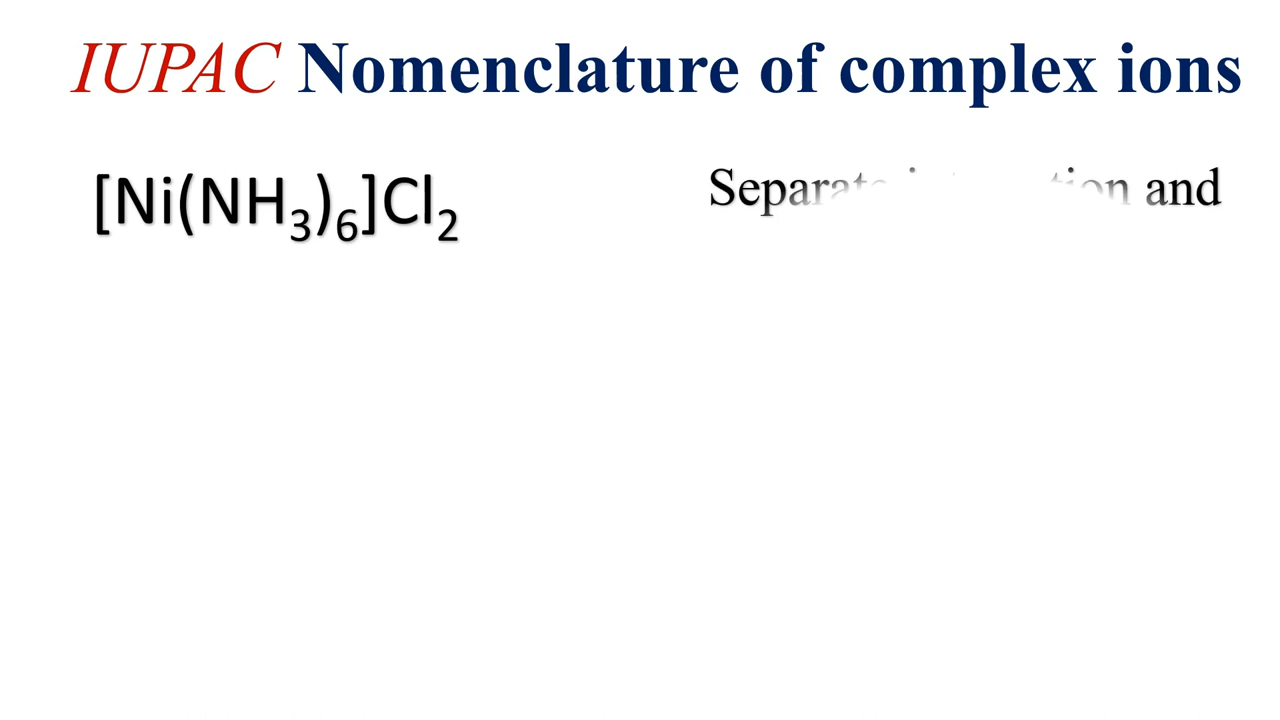 IUPAC Nomenclature of complex ions
[Ni(NH₃)₆]Cl₂
Separate and